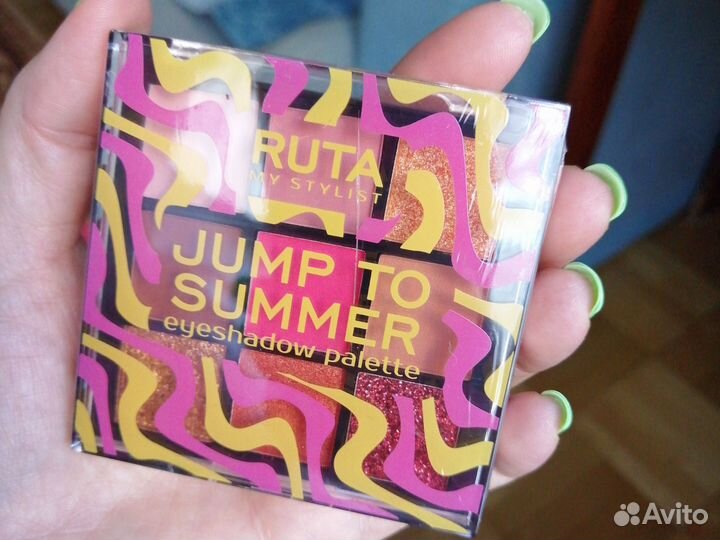 RUTA
MY STYLIST
JUMP TO
SUMMER
eyeshadow palette
Avito